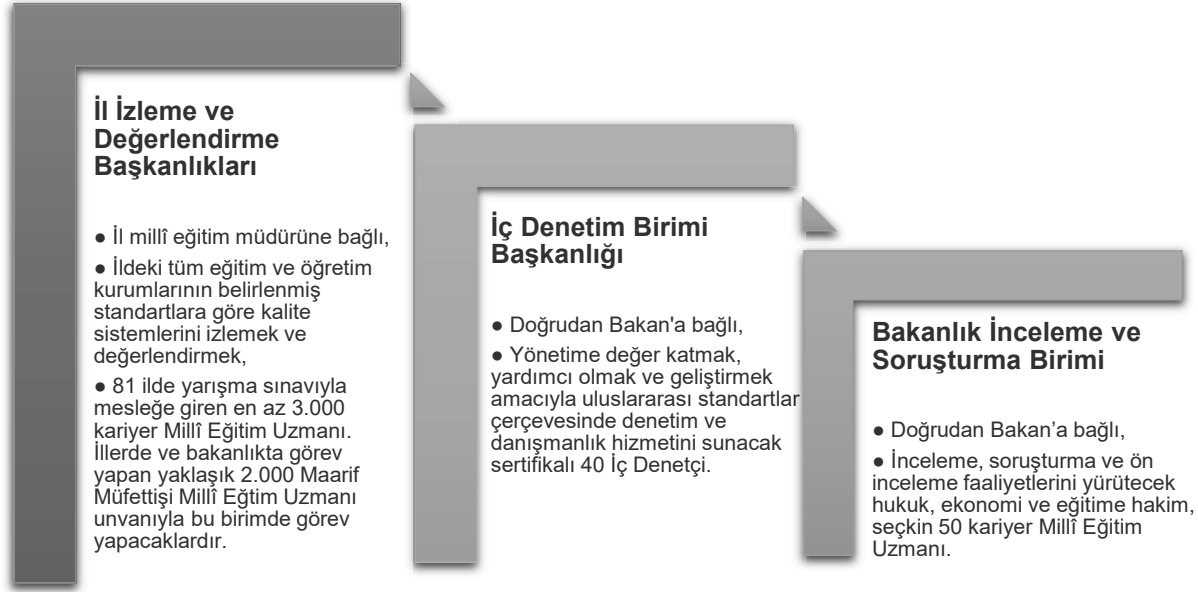 İl İzleme ve
Değerlendirme
Başkanlıkları
● İl millî eğitim müdürüne bağlı,
● İldeki tüm eğitim ve öğretim
kurumlarının belirlenmiş
standartlara göre kalite
sistemlerini izlemek ve
değerlendirmek,
● 81 ilde yarışma sınavıyla
mesleğe giren en az 3.000
kariyer Millî Eğitim Uzmanı.
İllerde ve bakanlıkta görev
yapan yaklaşık 2.000 Maarif
Müfettişi Millî Eğtim Uzmanı
unvanıyla bu birimde görev
yapacaklardır.
İç Denetim Birimi
Başkanlığı
● Doğrudan Bakan'a bağlı,
● Yönetime değer katmak,
yardımcı olmak ve geliştirmek
amacıyla uluslararası standartlar
çerçevesinde denetim ve
danışmanlık hizmetini sunacak
sertifikalı 40 İç Denetçi.
Bakanlık İnceleme ve
Soruşturma Birimi
● Doğrudan Bakan’a bağlı,
● İnceleme, soruşturma ve ön
inceleme faaliyetlerini yürütecek
hukuk, ekonomi ve eğitime hakim,
seçkin 50 kariyer Millî Eğitim
Uzmanı.